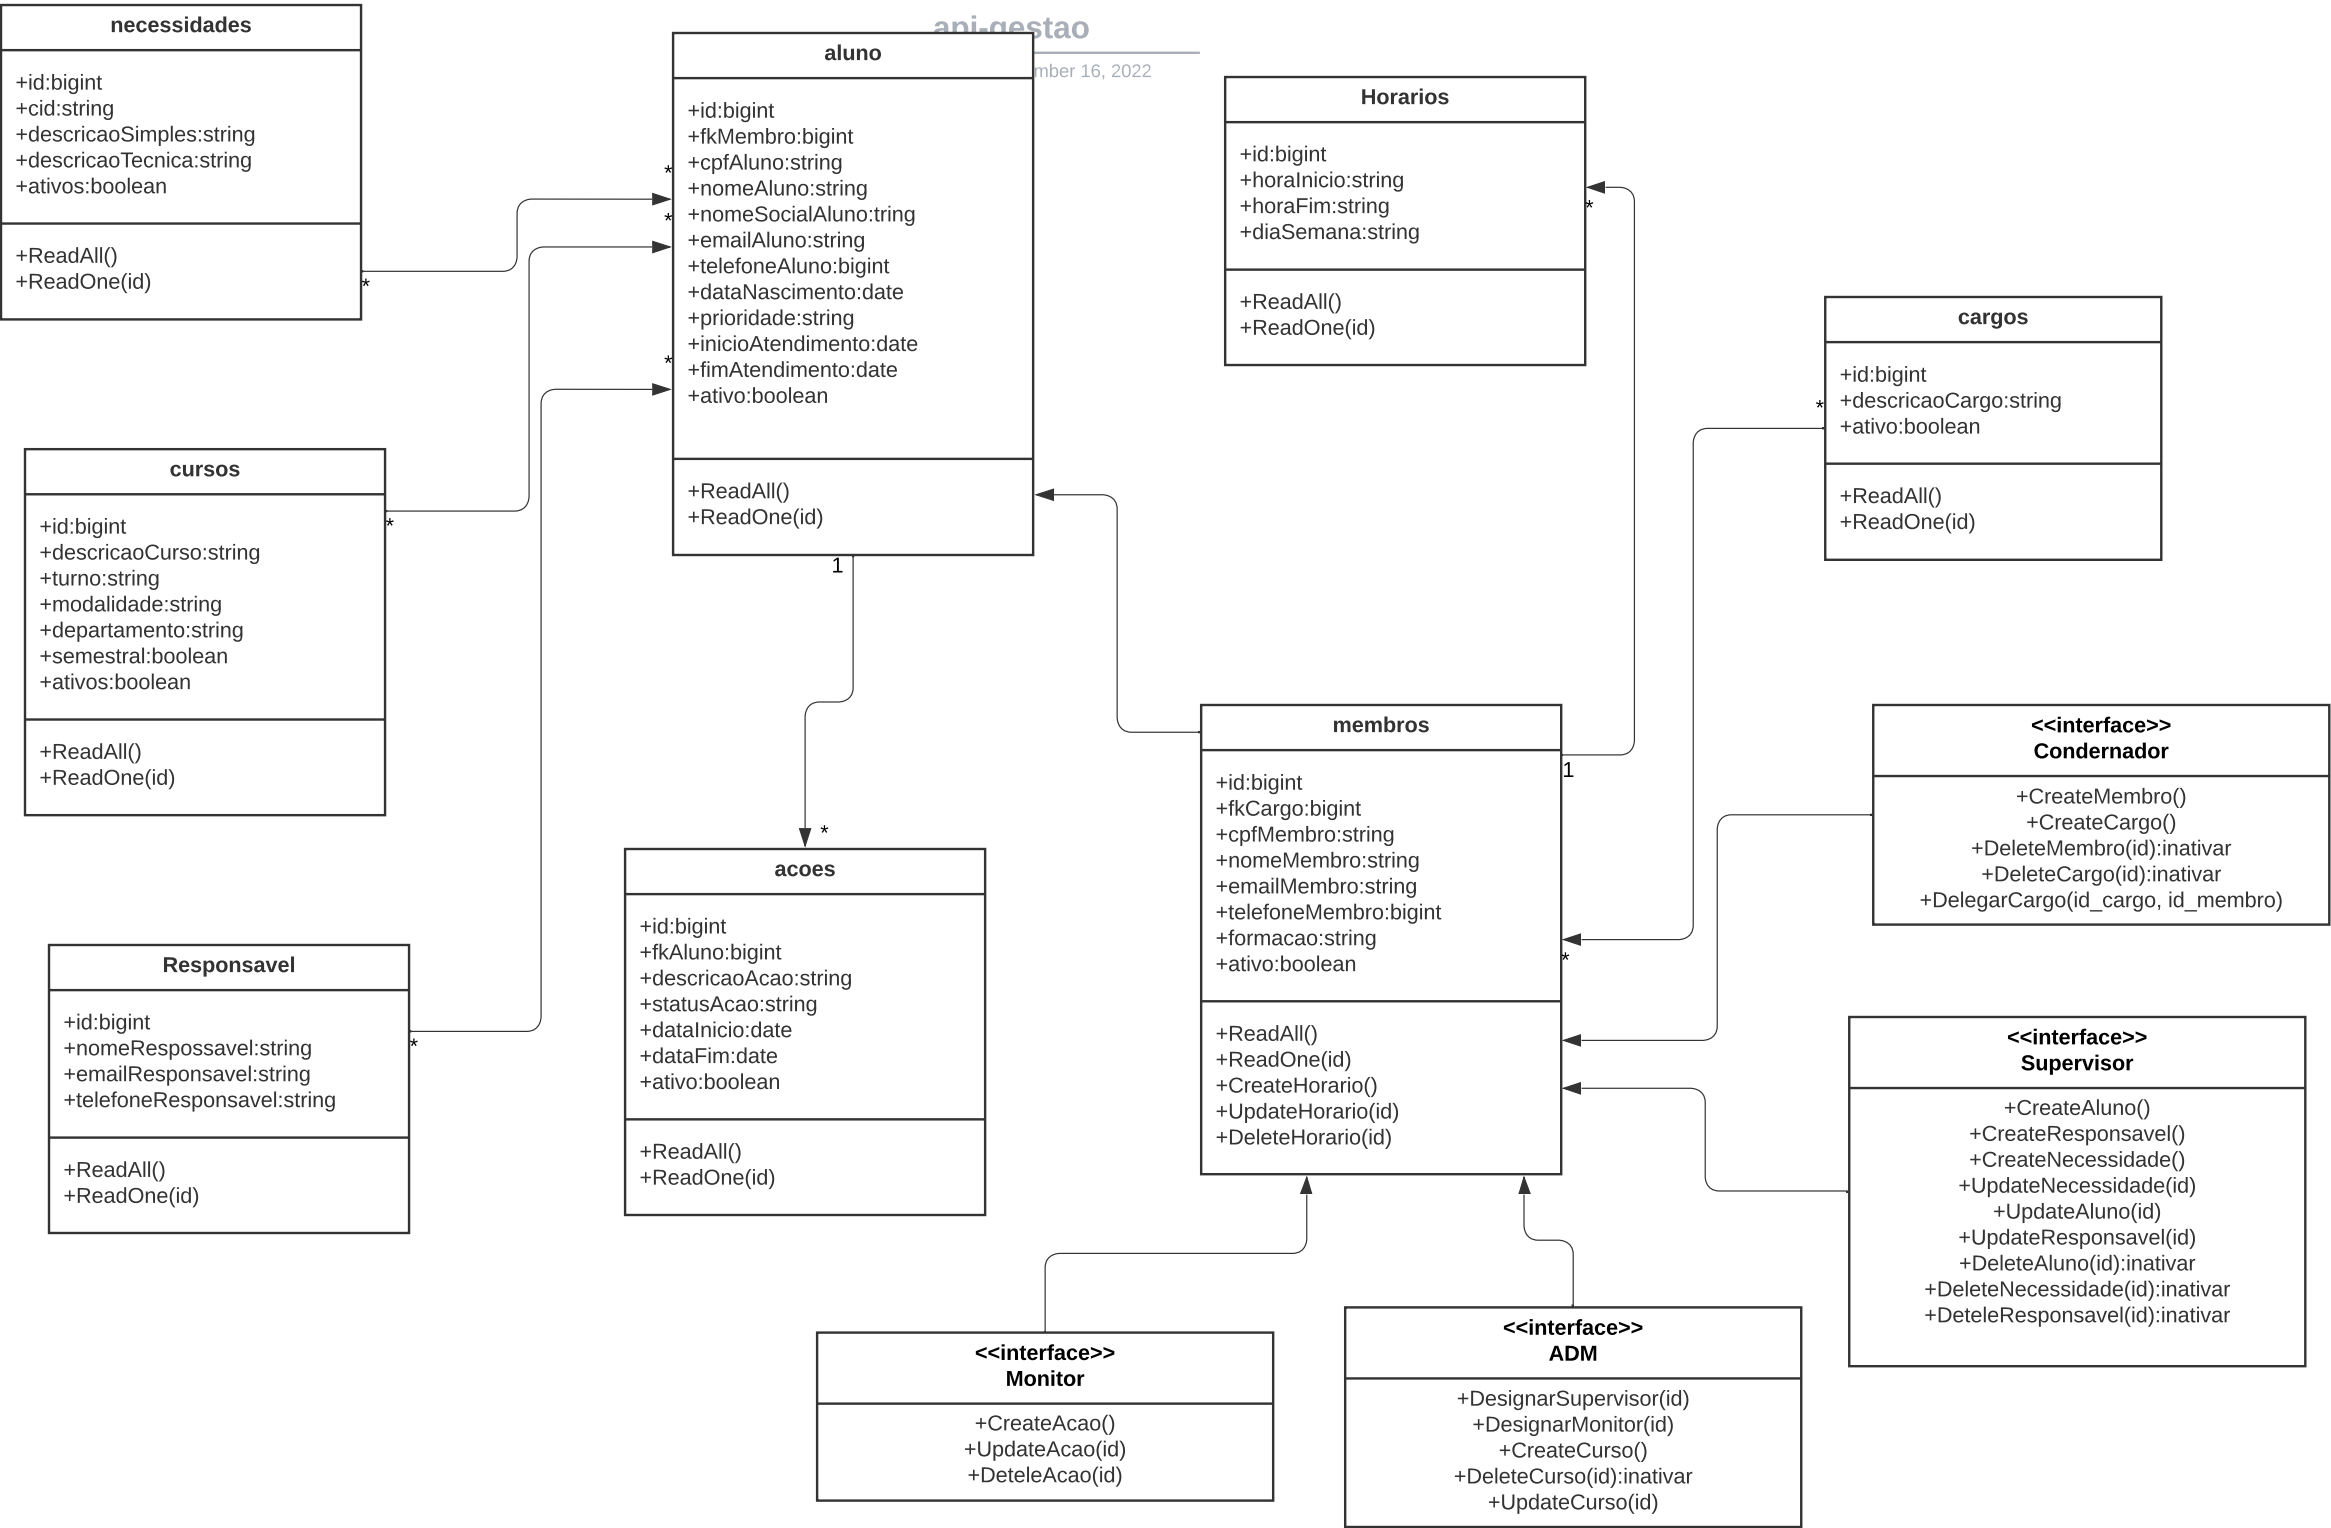 api-gestao
mber 16, 2022
necessidades
+id:bigint
+cid:string
+descricaoSimples:string
+descricaoTecnica:string
+ativos:boolean
+ReadAll()
+ReadOne(id)
*
aluno
+id:bigint
+fkMembro:bigint
+cpfAluno:string
+nomeAluno:string
+nomeSocialAluno:tring
+emailAluno:string
+telefoneAluno:bigint
+dataNascimento:date
+prioridade:string
+inicioAtendimento:date
+fimAtendimento:date
+ativo:boolean
+ReadAll()
+ReadOne(id)
*
*
*
1
Horarios
+id:bigint
+horaInicio:string
+horaFim:string
+diaSemana:string
+ReadAll()
+ReadOne(id)
*
cargos
+id:bigint
+descricaoCargo:string
+ativo:boolean
+ReadAll()
+ReadOne(id)
*
cursos
+id:bigint
+descricaoCurso:string
+turno:string
+modalidade:string
+departamento:string
+semestral:boolean
+ativos:boolean
+ReadAll()
+ReadOne(id)
*
membros
+id:bigint
+fkCargo:bigint
+cpfMembro:string
+nomeMembro:string
+emailMembro:string
+telefoneMembro:bigint
+formacao:string
+ativo:boolean
+ReadAll()
+ReadOne(id)
+CreateHorario()
+UpdateHorario(id)
+DeleteHorario(id)
1
*
<<interface>>
Condernador
+CreateMembro()
+CreateCargo()
+DeleteMembro(id):inativar
+DeleteCargo(id):inativar
+DelegarCargo(id_cargo, id_membro)
*
acoes
+id:bigint
+fkAluno:bigint
+descricaoAcao:string
+statusAcao:string
+dataInicio:date
+dataFim:date
+ativo:boolean
+ReadAll()
+ReadOne(id)
Responsavel
+id:bigint
+nomeRespossavel:string
+emailResponsavel:string
+telefoneResponsavel:string
+ReadAll()
+ReadOne(id)
*
<<interface>>
Supervisor
+CreateAluno()
+CreateResponsavel()
+CreateNecessidade()
+UpdateNecessidade(id)
+UpdateAluno(id)
+UpdateResponsavel(id)
+DeleteAluno(id):inativar
+DeleteNecessidade(id):inativar
+DeteleResponsavel(id):inativar
<<interface>>
Monitor
+CreateAcao()
+UpdateAcao(id)
+DeteleAcao(id)
<<interface>>
ADM
+DesignarSupervisor(id)
+DesignarMonitor(id)
+CreateCurso()
+DeleteCurso(id):inativar
+UpdateCurso(id)